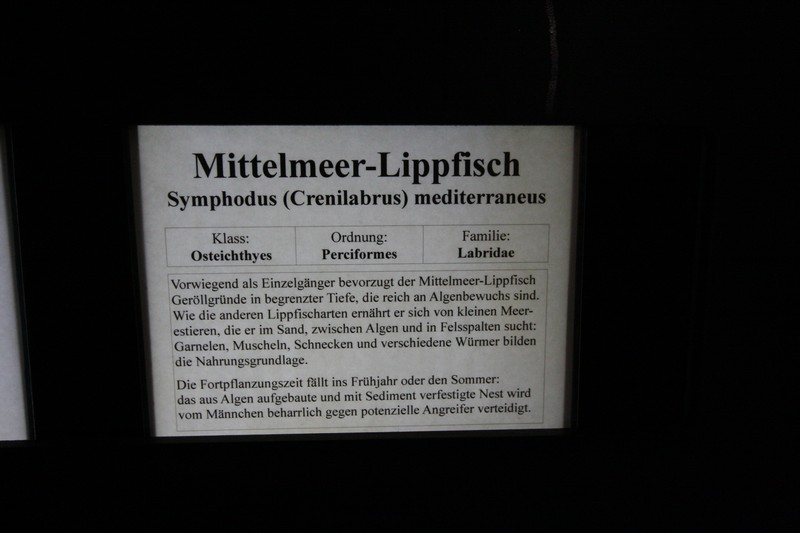 Mittelmeer-Lippfisch
Symphodus (Crenilabrus) mediterraneus
Klass:
Osteichthyes
Ordnung:
Perciformes
Familie:
Labridae
Vorwiegend als Einzelgänger bevorzugt der Mittelmeer-Lippfisch
Geröllgründe in begrenzter Tiefe, die reich an Algenbewuchs sind.
Wie die anderen Lippfischarten ernährt er sich von kleinen Meer-
estieren, die er im Sand, zwischen Algen und in Felsspalten sucht:
Garnelen, Muscheln, Schnecken und verschiedene Würmer bilden
die Nahrungsgrundlage.
Die Fortpflanzungszeit fällt ins Frühjahr oder den Sommer:
das aus Algen aufgebaute und mit Sediment verfestigte Nest wird
vom Männchen beharrlich gegen potenzielle Angreifer verteidigt.